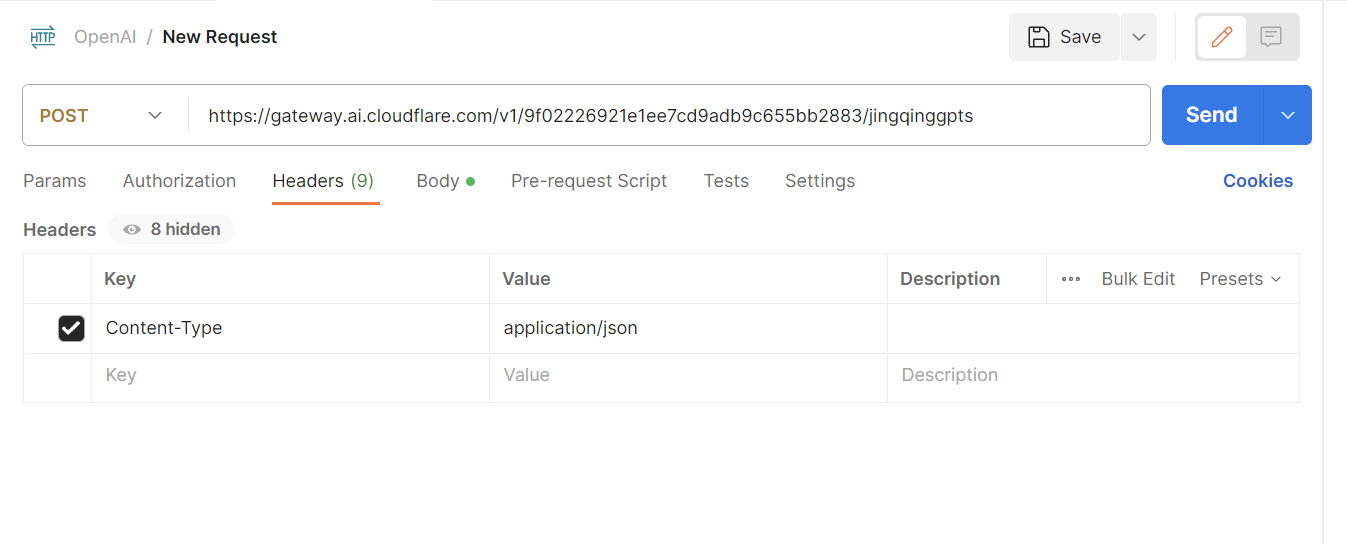 HTTP OpenAI / New Request Save
POST https://gateway.ai.cloudflare.com/v1/9f02226921e1ee7cd9adb9c655bb2883/jingqinggpts Send
Params Authorization Headers (9) Body Pre-request Script Tests Settings Cookies
Headers 8 hidden
Key Value Description Bulk Edit Presets
Content-Type application/json
Key Value Description